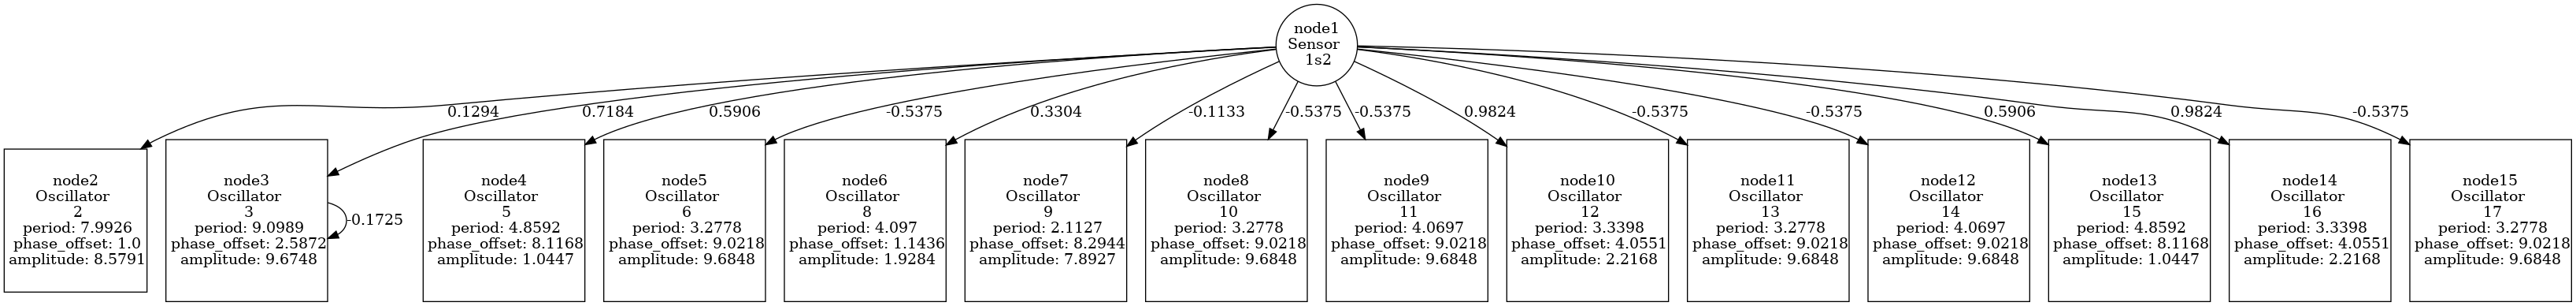 node1
Sensor
1s2
0.1294
0.7184
0.5906
-0.5375
0.3304
-0.1133
-0.5375
-0.5375
0.9824
-0.5375
-0.5375
0.5906
0.9824
-0.5375
node2
Oscillator
2
period: 7.9926
phase_offset: 1.0
amplitude: 8.5791
node3
Oscillator
3
period: 9.0989
phase_offset: 2.5872
amplitude: 9.6748
-0.1725
node4
Oscillator
5
period: 4.8592
phase_offset: 8.1168
amplitude: 1.0447
node5
Oscillator
6
period: 3.2778
phase_offset: 9.0218
amplitude: 9.6848
node6
Oscillator
8
period: 4.097
phase_offset: 1.1436
amplitude: 1.9284
node7
Oscillator
9
period: 2.1127
phase_offset: 8.2944
amplitude: 7.8927
node8
Oscillator
10
period: 3.2778
phase_offset: 9.0218
amplitude: 9.6848
node9
Oscillator
11
period: 4.0697
phase_offset: 9.0218
amplitude: 9.6848
node10
Oscillator
12
period: 3.3398
phase_offset: 4.0551
amplitude: 2.2168
node11
Oscillator
13
period: 3.2778
phase_offset: 9.0218
amplitude: 9.6848
node12
Oscillator
14
period: 4.0697
phase_offset: 9.0218
amplitude: 9.6848
node13
Oscillator
15
period: 4.8592
phase_offset: 8.1168
amplitude: 1.0447
node14
Oscillator
16
period: 3.3398
phase_offset: 4.0551
amplitude: 2.2168
node15
Oscillator
17
period: 3.2778
phase_offset: 9.0218
amplitude: 9.6848